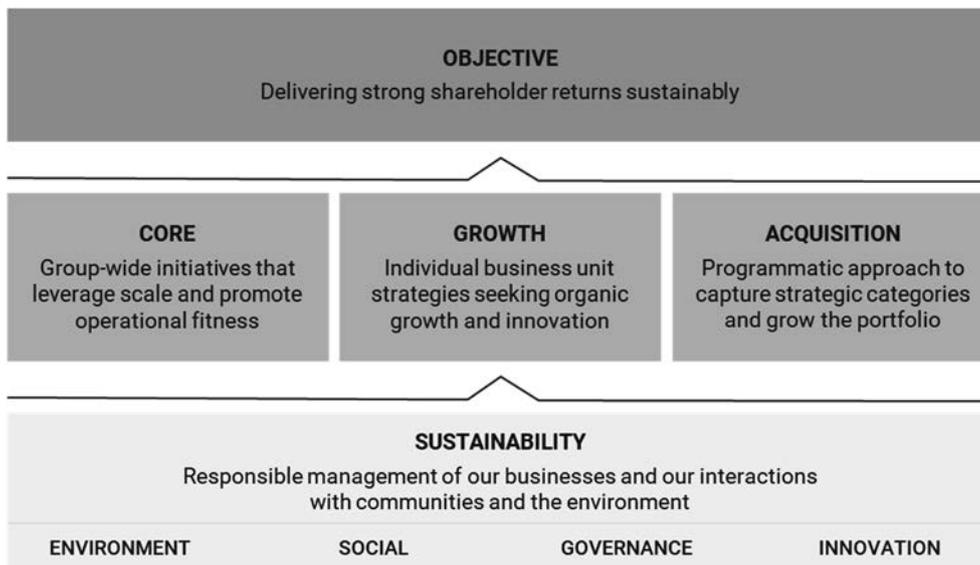 OBJECTIVE
Delivering strong shareholder returns sustainably
CORE
Group-wide initiatives that
leverage scale and promote
operational fitness
GROWTH
Individual business unit
strategies seeking organic
growth and innovation
ACQUISITION
Programmatic approach to
capture strategic categories
and grow the portfolio
SUSTAINABILITY
Responsible management of our businesses and our interactions
with communities and the environment
ENVIRONMENT
SOCIAL
GOVERNANCE
INNOVATION